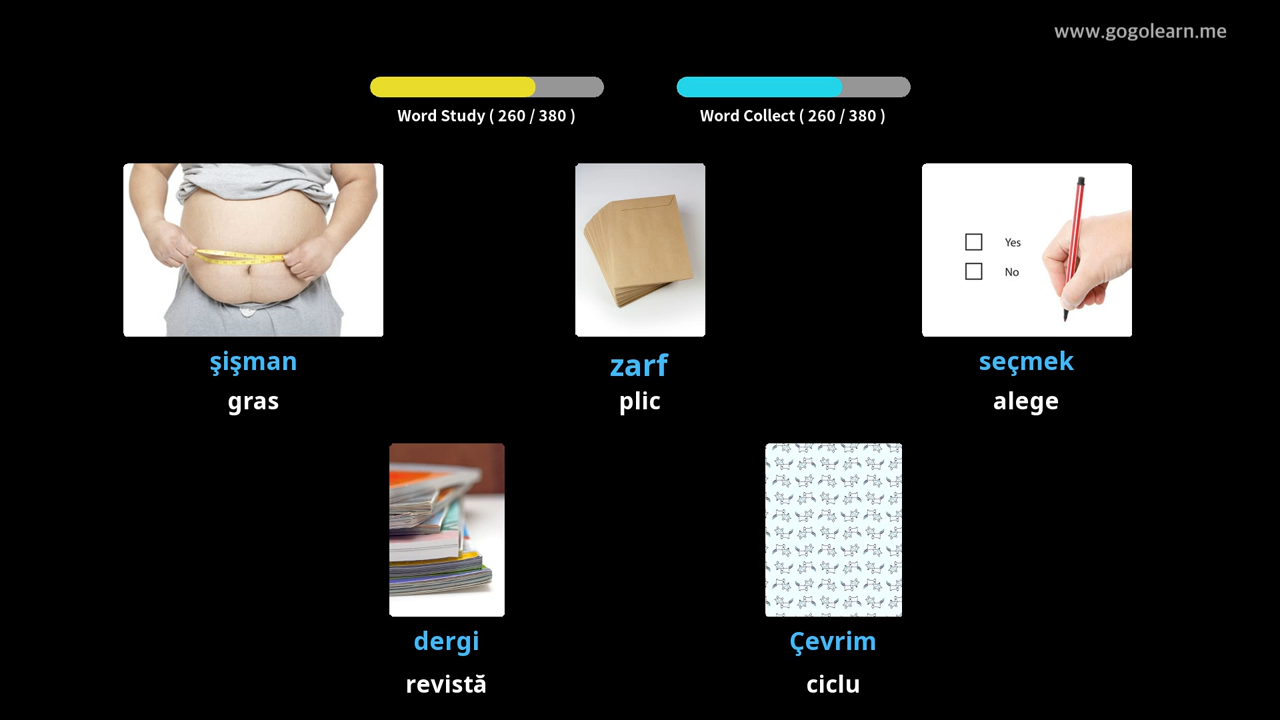 www.gogolearn.me
Word Study ( 260 / 380 )
Word Collect ( 260 / 380 )
Yes
No
şişman
gras
zarf
plic
seçmek
alege
dergi
revistă
Çevrim
ciclu